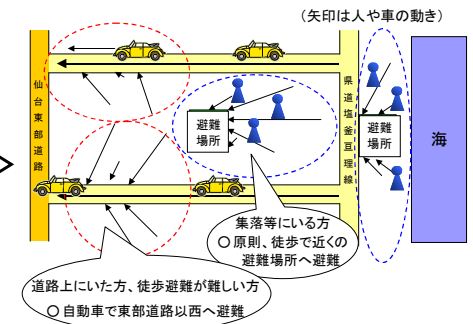 （矢印は人や車の動き）
仙台東部道路
県道塩釜亘理線
避難
場所
避難
場所
海
集落等にいる方
○原則、徒歩で近くの
避難場所へ避難
道路上にいた方、徒歩避難が難しい方
○自動車で東部道路以西へ避難